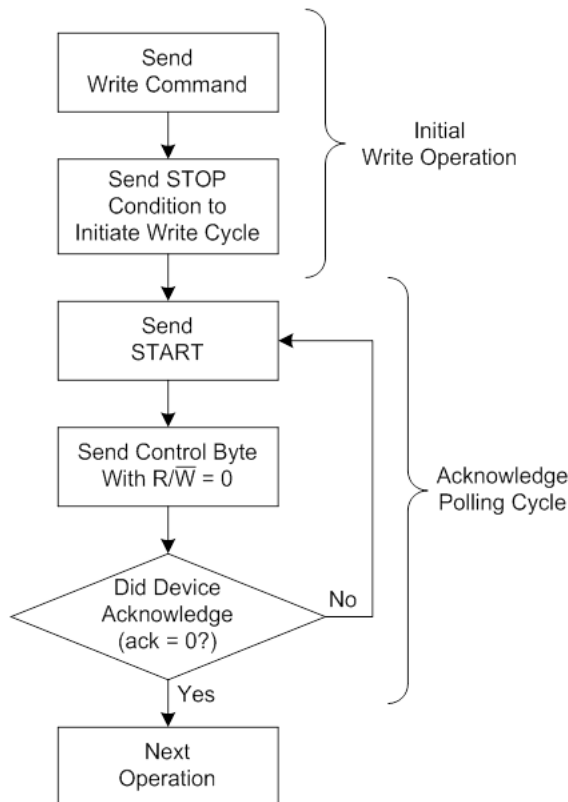 Send
Write Command
Initial
Write Operation
Send STOP
Condition to
Initiate Write Cycle
Send
START
Send Control Byte
With R/W̅ = 0
Acknowledge
Polling Cycle
Did Device
Acknowledge
(ack = 0?)
No
Yes
Next
Operation